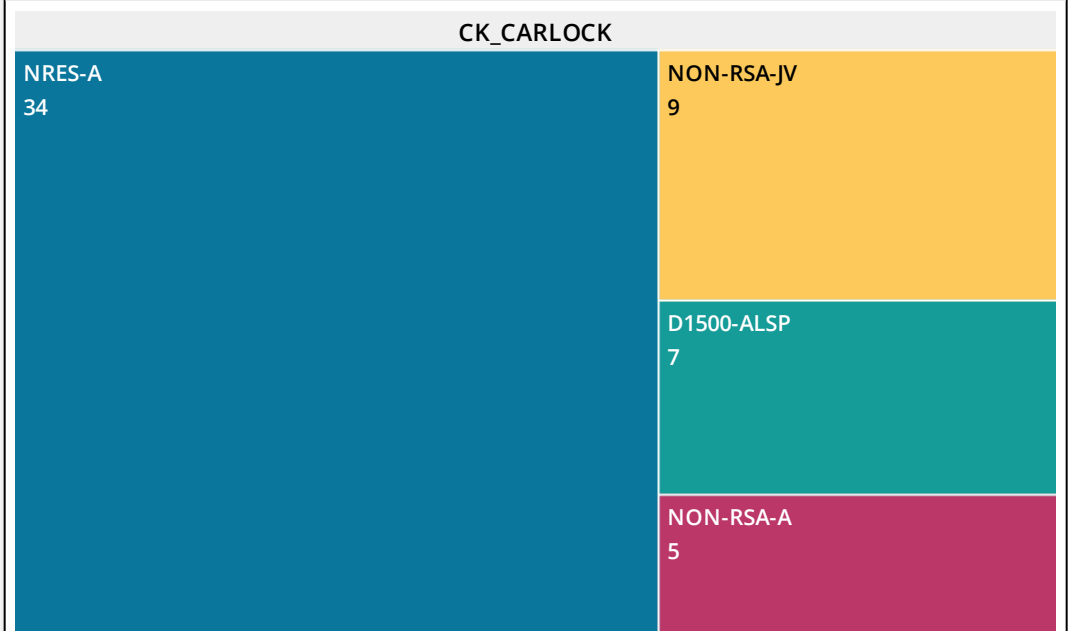 CK_CARLOCK
NRES-A
34
NON-RSA-JV
9
D1500-ALSP
7
NON-RSA-A
5